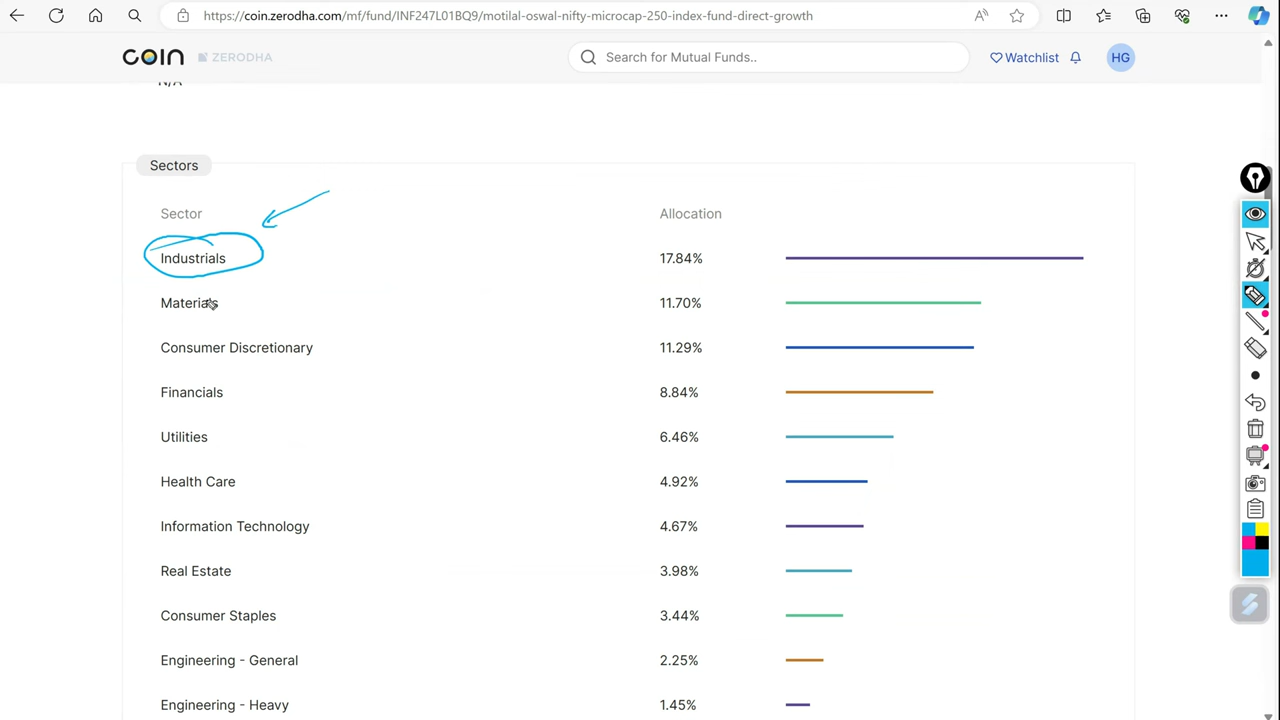 https://coin.zerodha.com/mf/fund/INF247L01BQ9/motilal-oswal-nifty-microcap-250-index-fund-direct-growth
COIN ZERODHA Search for Mutual Funds.. Watchlist HG
N/A
Sectors
Sector Allocation
Industrials 17.84%
Materials 11.70%
Consumer Discretionary 11.29%
Financials 8.84%
Utilities 6.46%
Health Care 4.92%
Information Technology 4.67%
Real Estate 3.98%
Consumer Staples 3.44%
Engineering - General 2.25%
Engineering - Heavy 1.45%